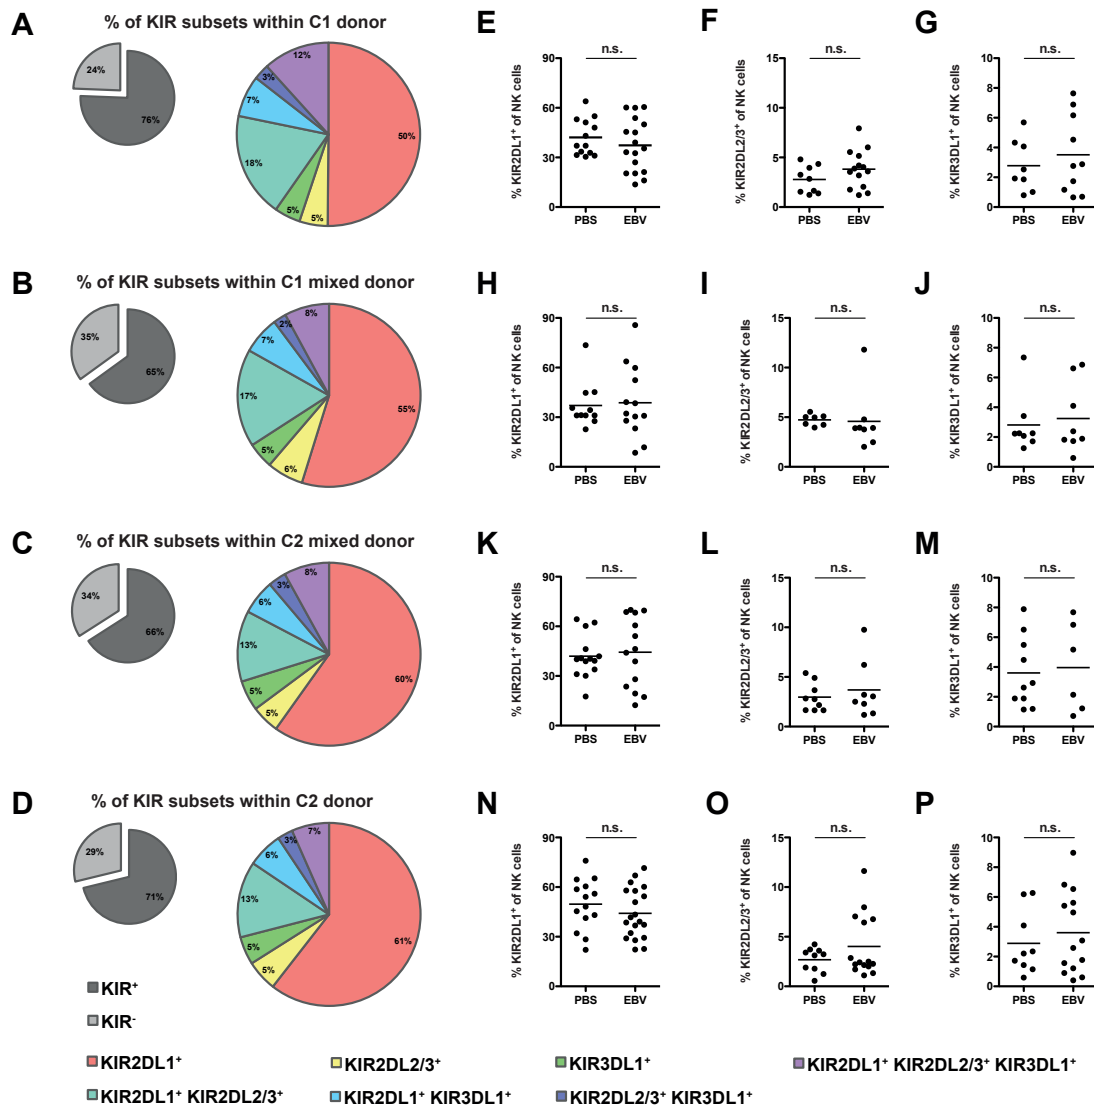 A
% of KIR subsets within C1 donor
24%
76%
12%
3%
7%
18%
5%
5%
50%
E
n.s.
% KIR2DL1⁺ of NK cells
90
60
30
0
PBS
EBV
F
n.s.
% KIR2DL2/3⁺ of NK cells
15
10
5
0
PBS
EBV
G
n.s.
% KIR3DL1⁺ of NK cells
10
8
6
4
2
0
PBS
EBV
B
% of KIR subsets within C1 mixed donor
35%
65%
8%
2%
7%
17%
5%
6%
55%
H
n.s.
% KIR2DL1⁺ of NK cells
90
60
30
0
PBS
EBV
I
n.s.
% KIR2DL2/3⁺ of NK cells
15
10
5
0
PBS
EBV
J
n.s.
% KIR3DL1⁺ of NK cells
10
8
6
4
2
0
PBS
EBV
C
% of KIR subsets within C2 mixed donor
34%
66%
8%
3%
6%
13%
5%
5%
60%
K
n.s.
% KIR2DL1⁺ of NK cells
90
60
30
0
PBS
EBV
L
n.s.
% KIR2DL2/3⁺ of NK cells
15
10
5
0
PBS
EBV
M
n.s.
% KIR3DL1⁺ of NK cells
10
8
6
4
2
0
PBS
EBV
D
% of KIR subsets within C2 donor
29%
71%
7%
3%
6%
13%
5%
5%
61%
N
n.s.
% KIR2DL1⁺ of NK cells
90
60
30
0
PBS
EBV
O
n.s.
% KIR2DL2/3⁺ of NK cells
15
10
5
0
PBS
EBV
P
n.s.
% KIR3DL1⁺ of NK cells
10
8
6
4
2
0
PBS
EBV
KIR⁺
KIR⁻
KIR2DL1⁺
KIR2DL2/3⁺
KIR3DL1⁺
KIR2DL1⁺ KIR2DL2/3⁺ KIR3DL1⁺
KIR2DL1⁺ KIR2DL2/3⁺
KIR2DL1⁺ KIR3DL1⁺
KIR2DL2/3⁺ KIR3DL1⁺